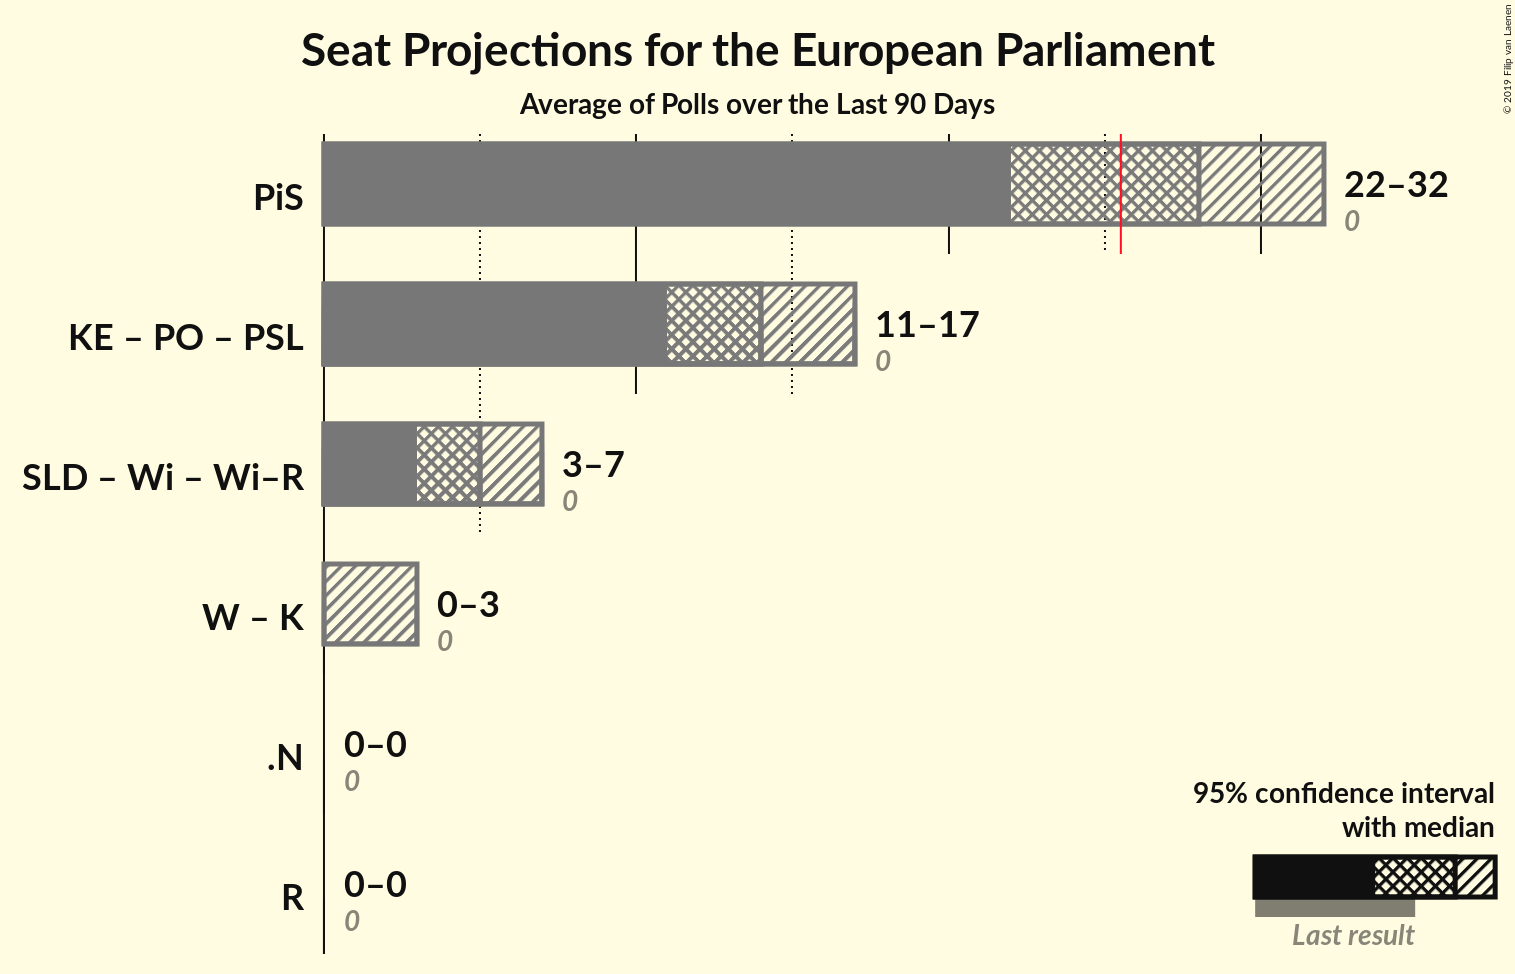 Seat Projections for the European Parliament
Average of Polls over the Last 90 Days
© 2019 Filip van Laenen
PiS
22–32
0
KE – PO – PSL
11–17
0
SLD – Wi – Wi–R
3–7
0
W – K
0–3
0
.N
0–0
0
R
0–0
0
95% confidence interval
with median
Last result